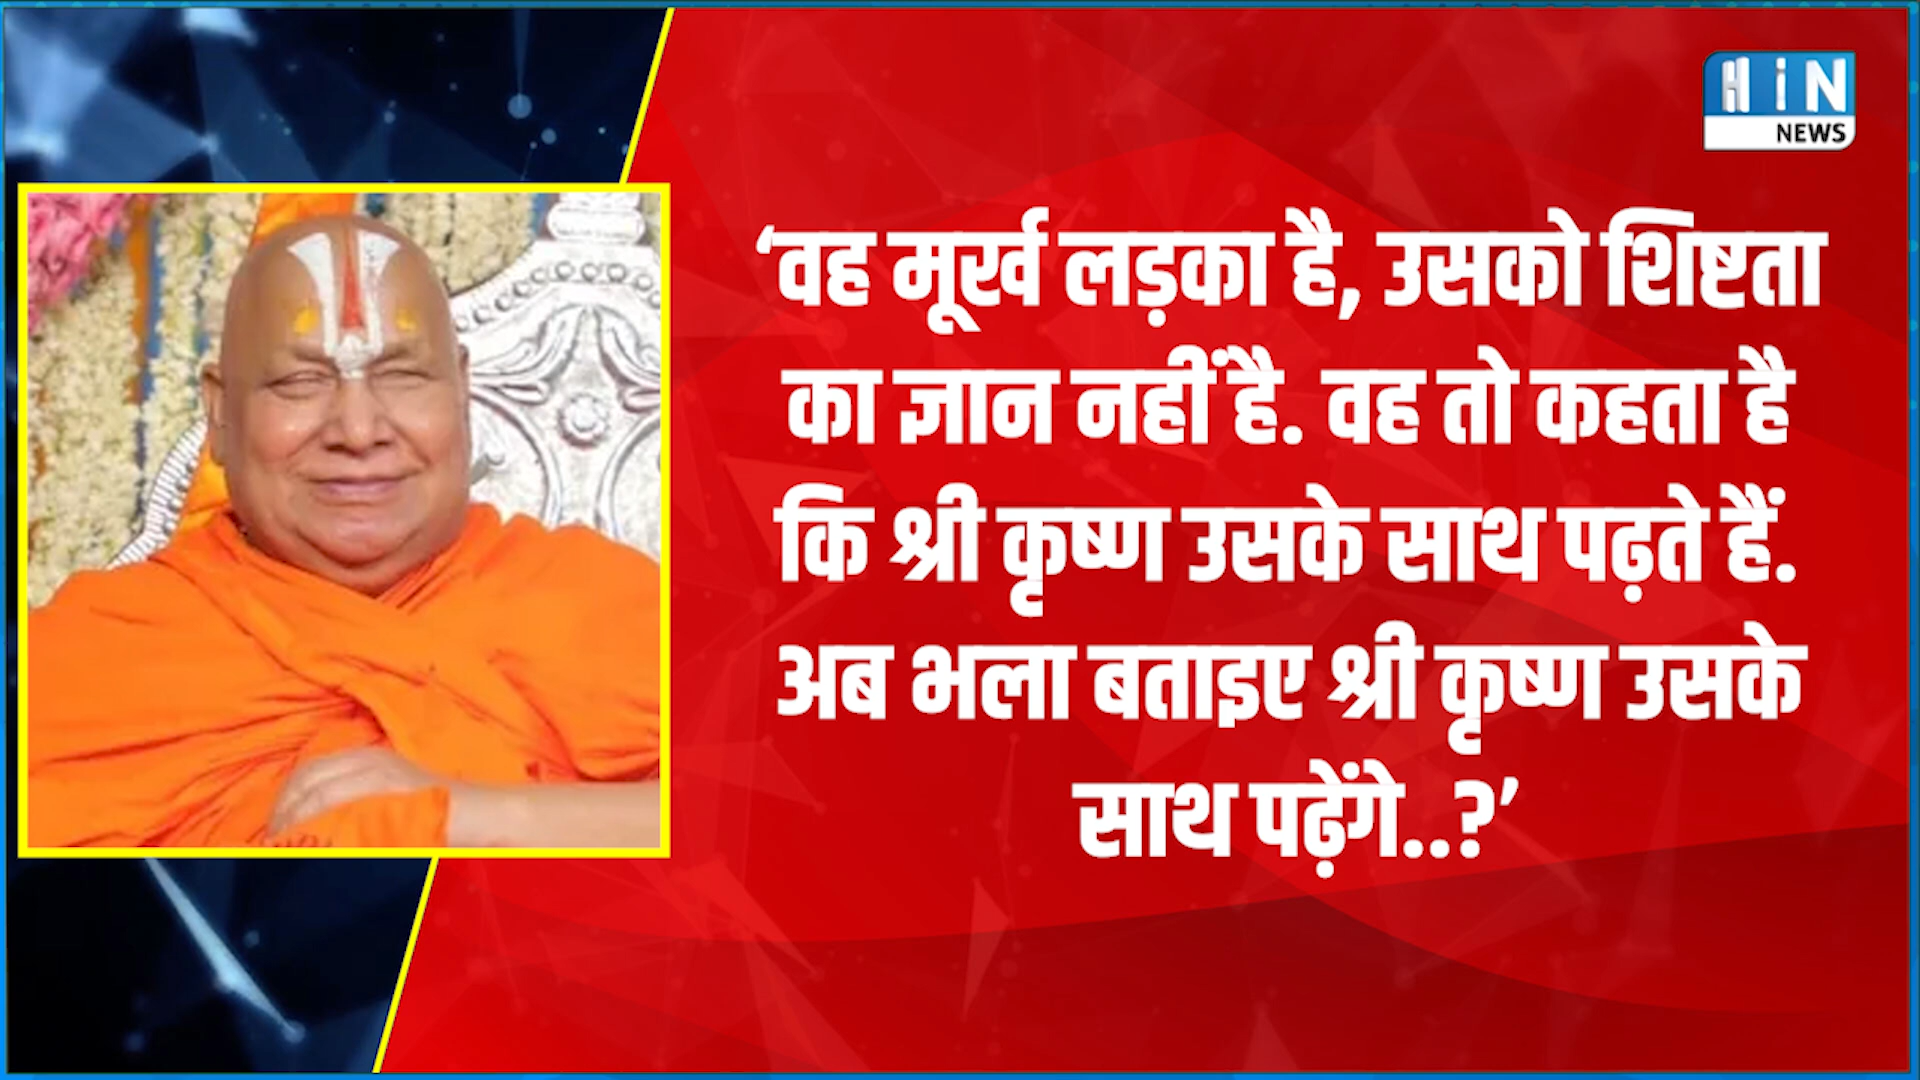 HiN
NEWS
‘वह मूर्ख लड़का है, उसको शिष्टता
का ज्ञान नहीं है. वह तो कहता है
कि श्री कृष्ण उसके साथ पढ़ते हैं.
अब भला बताइए श्री कृष्ण उसके
साथ पढ़ेंगे..?’